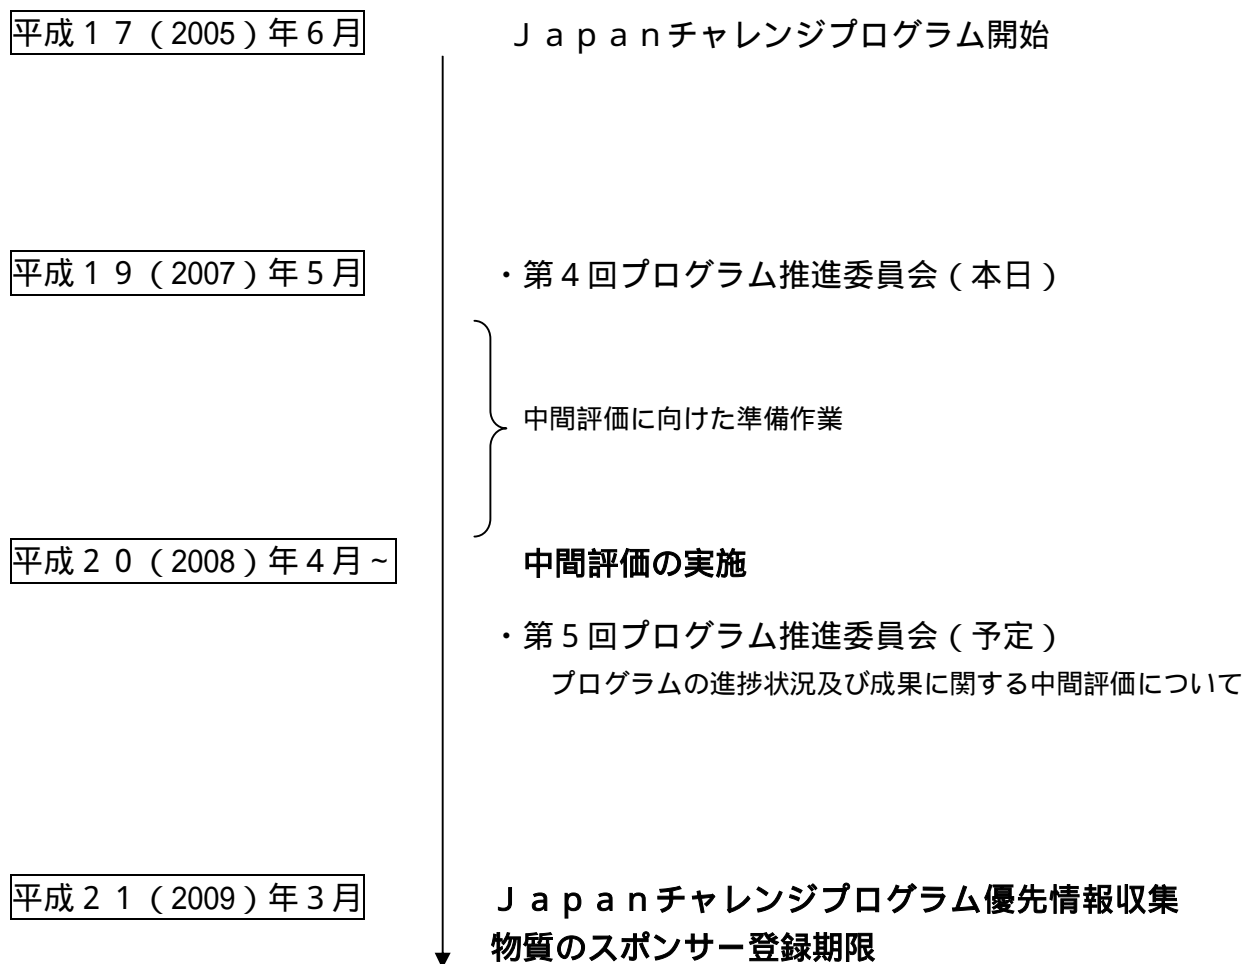 平成17(2005)年6月 Japanチャレンジプログラム開始
平成19(2007)年5月 ・第4回プログラム推進委員会(本日)
中間評価に向けた準備作業
平成20(2008)年4月~ 中間評価の実施
・第5回プログラム推進委員会(予定)
プログラムの進捗状況及び成果に関する中間評価について
平成21(2009)年3月 Japanチャレンジプログラム優先情報収集
物質のスポンサー登録期限